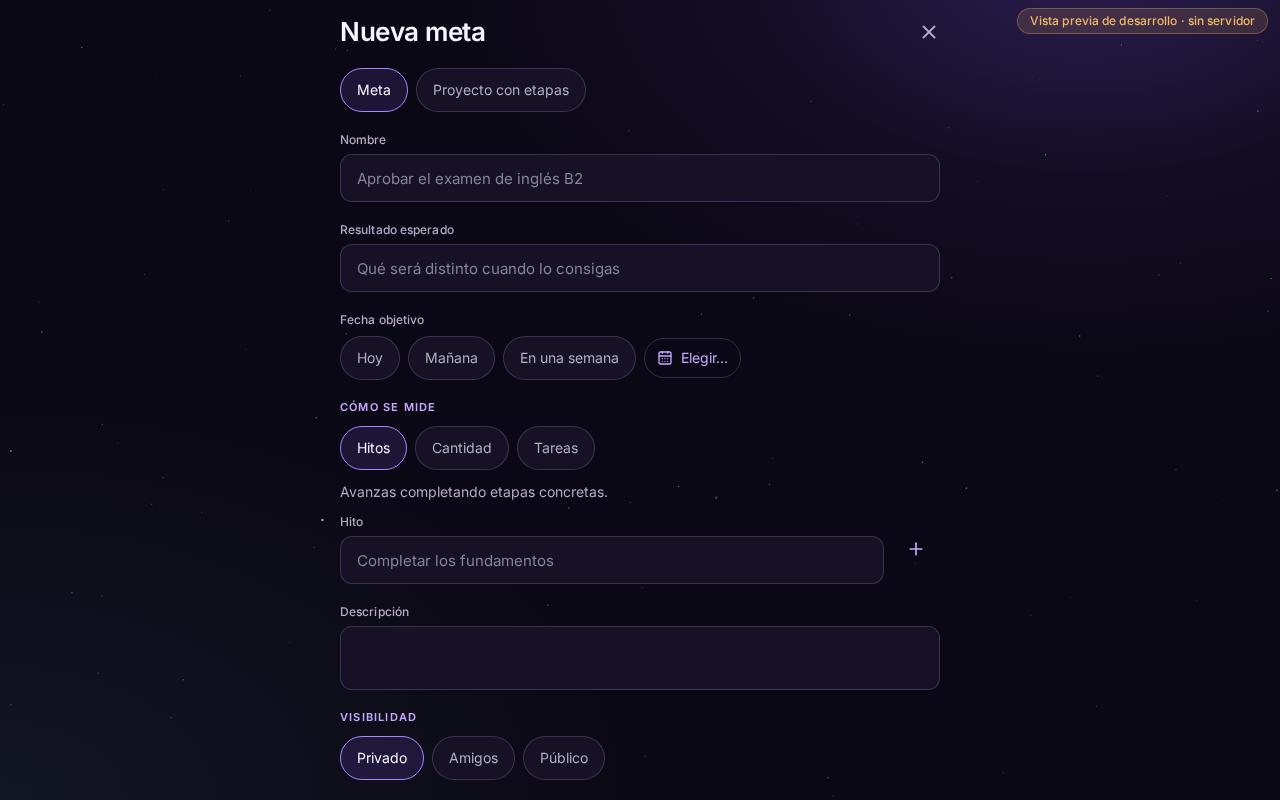 Nueva meta
Vista previa de desarrollo · sin servidor
Meta
Proyecto con etapas
Nombre
Aprobar el examen de inglés B2
Resultado esperado
Qué será distinto cuando lo consigas
Fecha objetivo
Hoy
Mañana
En una semana
Elegir...
CÓMO SE MIDE
Hitos
Cantidad
Tareas
Avanzas completando etapas concretas.
Hito
Completar los fundamentos
Descripción
VISIBILIDAD
Privado
Amigos
Público